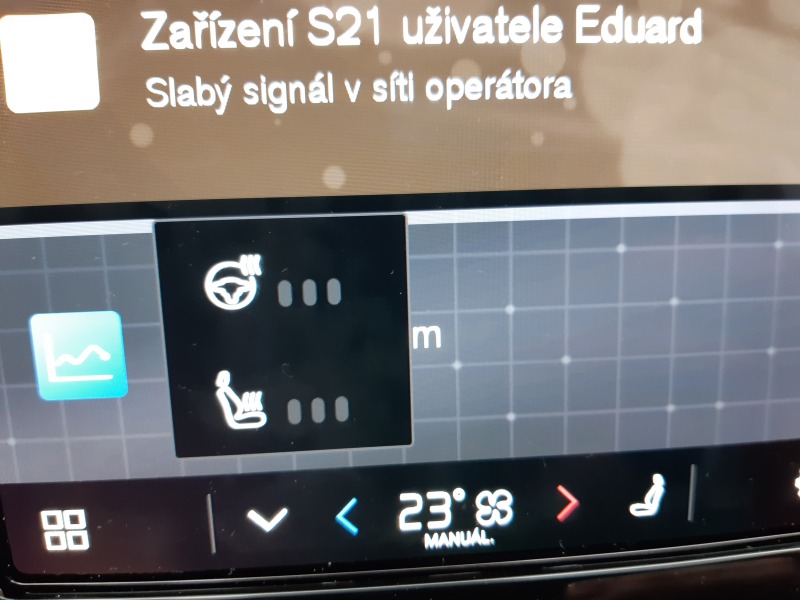 Zařízení S21 uživatele Eduard
Slabý signál v síti operátora
m
23°
MANUÁL.